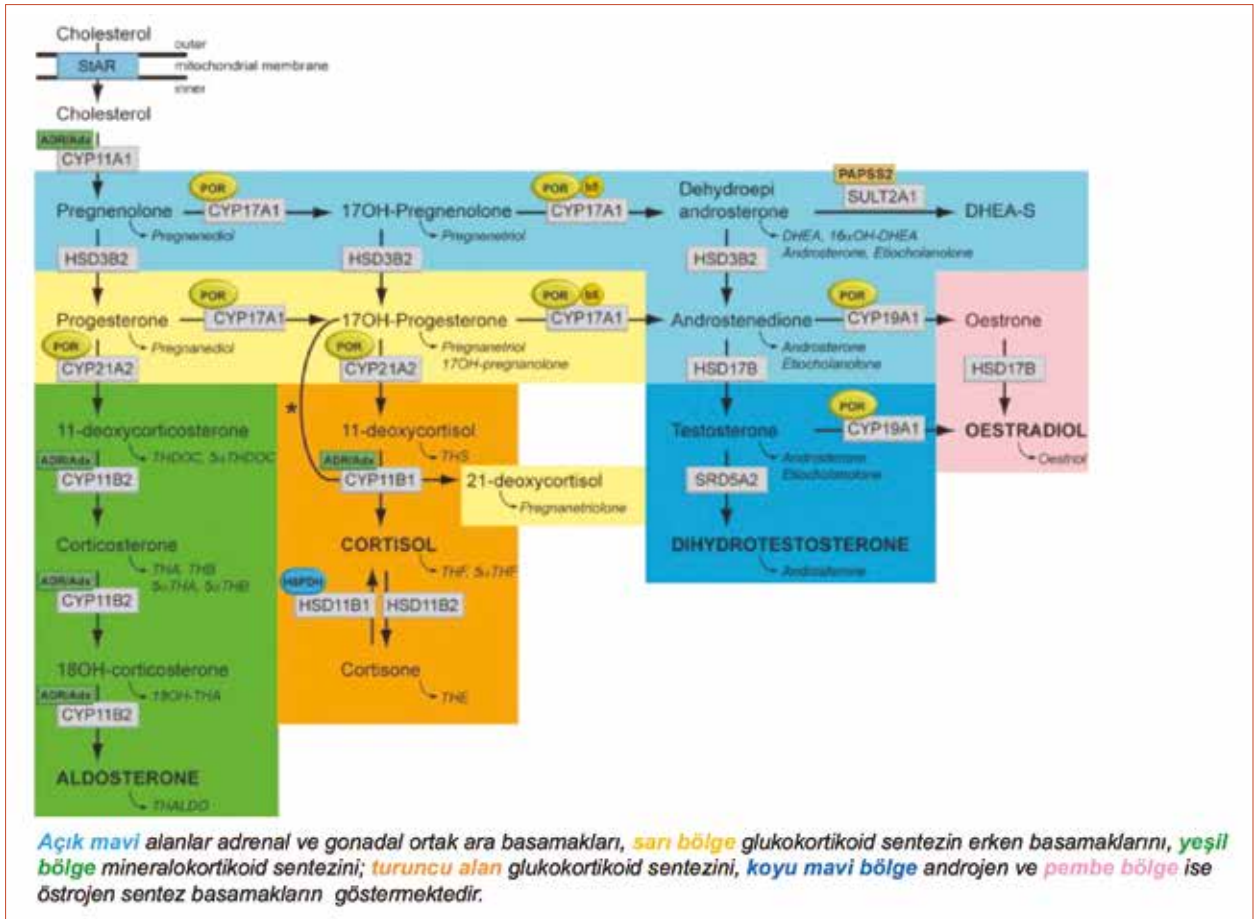 Cholesterol
outer
StAR
mitochondrial membrane
inner
Cholesterol
ADR/Adx
CYP11A1
PAPSS2
POR
POR b5
Dehydroepi
SULT2A1
Pregnenolone
CYP17A1
17OH-Pregnenolone
CYP17A1
androsterone
DHEA-S
Pregnenediol
Pregnenetriol
DHEA, 16αOH-DHEA
HSD3B2
HSD3B2
HSD3B2
Androsterone, Etiocholanolone
POR
POR b5
POR
Progesterone
CYP17A1
17OH-Progesterone
CYP17A1
Androstenedione
CYP19A1
Oestrone
POR
Pregnanediol
POR
Pregnanetriol
Androsterone
CYP21A2
CYP21A2
17OH-pregnanolone
HSD17B
Etiocholanolone
HSD17B
*
POR
11-deoxycorticosterone
11-deoxycortisol
Testosterone
CYP19A1
OESTRADIOL
ADR/Adx
THDOC, 5αTHDOC
ADR/Adx
THS
Androsterone
Oestriol
CYP11B2
CYP11B1
21-deoxycortisol
SRD5A2
Etiocholanolone
Pregnanetriolone
Corticosterone
CORTISOL
DIHYDROTESTOSTERONE
ADR/Adx
THA, THB
THF, 5αTHF
Androsterone
5αTHA, 5αTHB
H6PDH
CYP11B2
HSD11B1
HSD11B2
18OH-corticosterone
Cortisone
ADR/Adx
18OH-THA
THE
CYP11B2
ALDOSTERONE
THALDO
Açık mavi alanlar adrenal ve gonadal ortak ara basamakları, sarı bölge glukokortikoid sentezin erken basamaklarını, yeşil
bölge mineralokortikoid sentezini; turuncu alan glukokortikoid sentezini, koyu mavi bölge androjen ve pembe bölge ise
östrojen sentez basamakların göstermektedir.